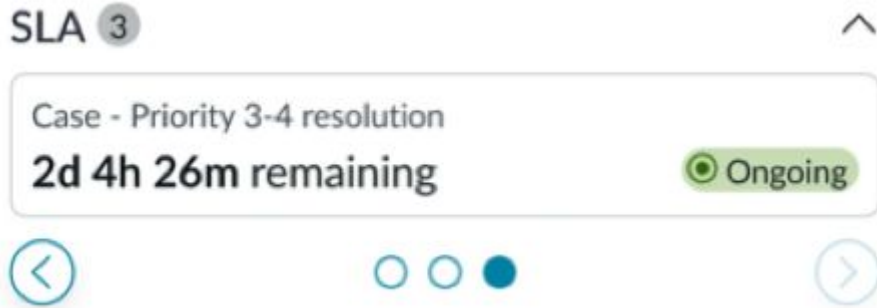 SLA 3
Case - Priority 3-4 resolution
2d 4h 26m remaining
Ongoing